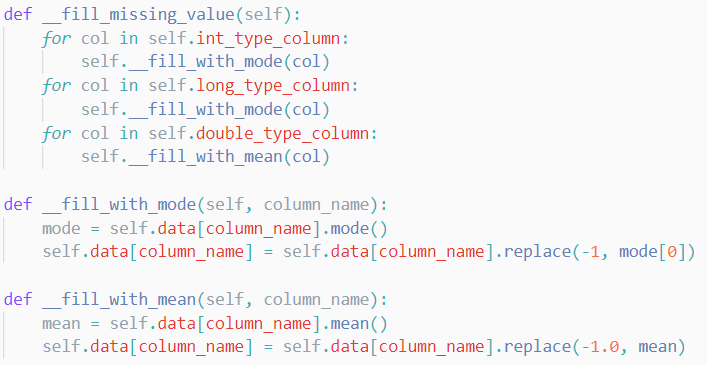 def __fill_missing_value(self):
    for col in self.int_type_column:
        self.__fill_with_mode(col)
    for col in self.long_type_column:
        self.__fill_with_mode(col)
    for col in self.double_type_column:
        self.__fill_with_mean(col)

def __fill_with_mode(self, column_name):
    mode = self.data[column_name].mode()
    self.data[column_name] = self.data[column_name].replace(-1, mode[0])

def __fill_with_mean(self, column_name):
    mean = self.data[column_name].mean()
    self.data[column_name] = self.data[column_name].replace(-1.0, mean)